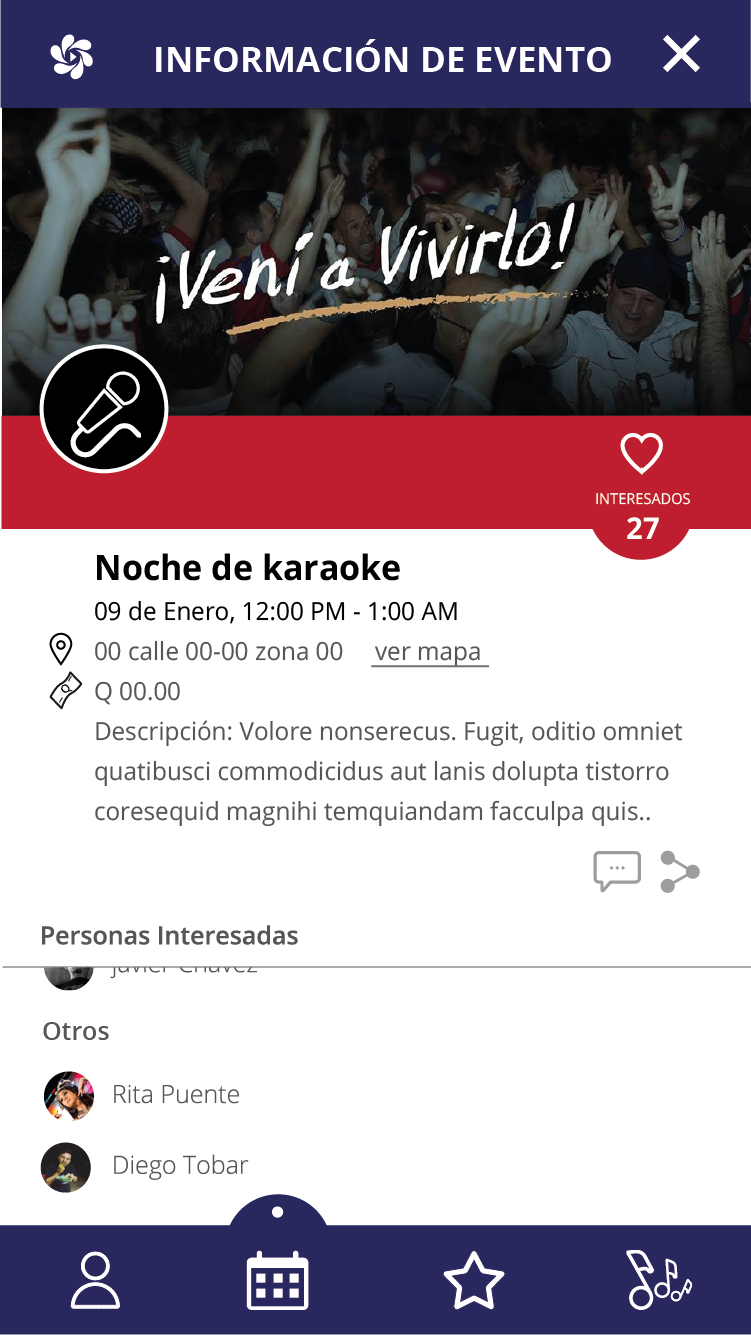 INFORMACIÓN DE EVENTO
¡Vení a Vivirlo!
INTERESADOS
27
Noche de karaoke
09 de Enero, 12:00 PM - 1:00 AM
00 calle 00-00 zona 00 ver mapa
Q 00.00
Descripción: Volore nonserecus. Fugit, oditio omniet
quatibusci commodicidus aut lanis dolupta tistorro
coresequid magnihi temquiandam facculpa quis..
Personas Interesadas
Javier Chávez
Otros
Rita Puente
Diego Tobar